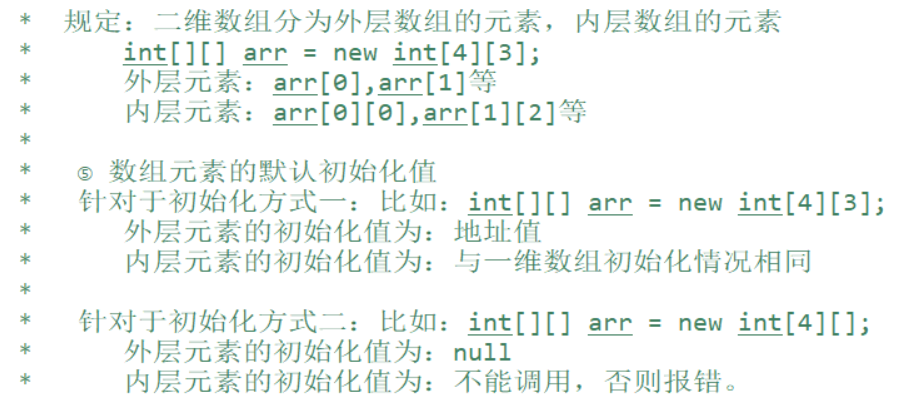 * 规定：二维数组分为外层数组的元素，内层数组的元素
* int[][] arr = new int[4][3];
* 外层元素：arr[0],arr[1]等
* 内层元素：arr[0][0],arr[1][2]等
*
* ⑤ 数组元素的默认初始化值
* 针对于初始化方式一：比如：int[][] arr = new int[4][3];
* 外层元素的初始化值为：地址值
* 内层元素的初始化值为：与一维数组初始化情况相同
*
* 针对于初始化方式二：比如：int[][] arr = new int[4][];
* 外层元素的初始化值为：null
* 内层元素的初始化值为：不能调用，否则报错。